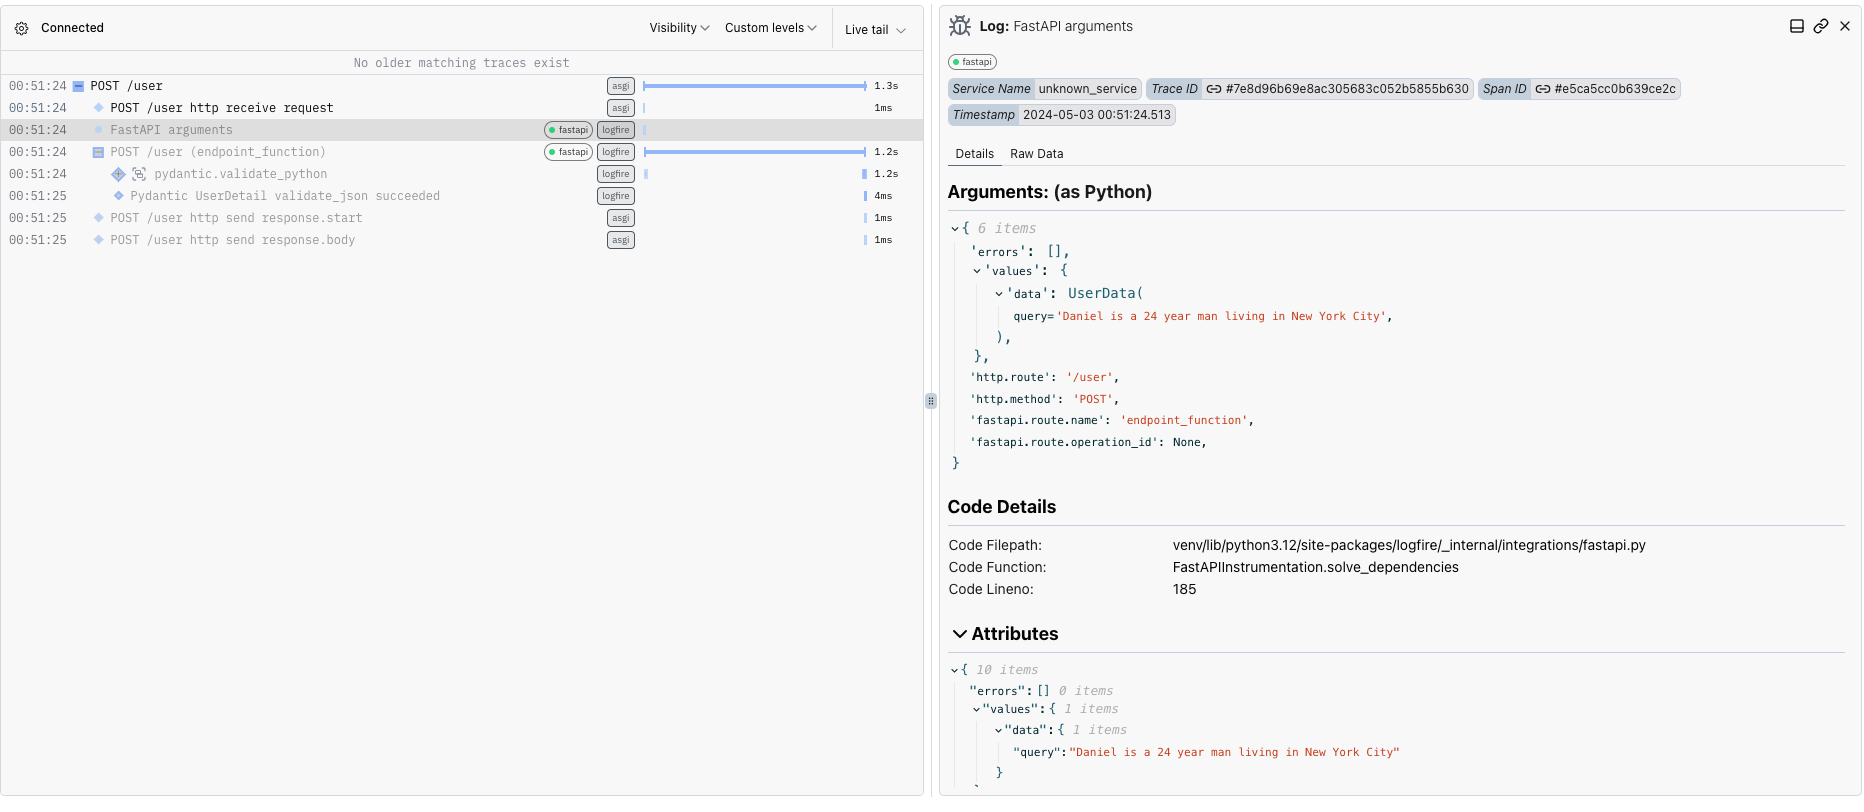 Connected
Visibility
Custom levels
Live tail
No older matching traces exist
00:51:24 POST /user asgi 1.3s
00:51:24 POST /user http receive request asgi 1ms
00:51:24 FastAPI arguments fastapi logfire
00:51:24 POST /user (endpoint_function) fastapi logfire 1.2s
00:51:24 pydantic.validate_python logfire 1.2s
00:51:25 Pydantic UserDetail validate_json succeeded logfire 4ms
00:51:25 POST /user http send response.start asgi 1ms
00:51:25 POST /user http send response.body asgi 1ms
Log: FastAPI arguments
fastapi
Service Name unknown_service Trace ID #7e8d96b69e8ac305683c052b5855b630 Span ID #e5ca5cc0b639ce2c
Timestamp 2024-05-03 00:51:24.513
Details Raw Data
Arguments: (as Python)
{ 6 items
'errors': [],
'values': {
'data': UserData(
query='Daniel is a 24 year man living in New York City',
),
},
'http.route': '/user',
'http.method': 'POST',
'fastapi.route.name': 'endpoint_function',
'fastapi.route.operation_id': None,
}
Code Details
Code Filepath: venv/lib/python3.12/site-packages/logfire/_internal/integrations/fastapi.py
Code Function: FastAPIInstrumentation.solve_dependencies
Code Lineno: 185
Attributes
{ 10 items
"errors":[] 0 items
"values":{ 1 items
"data":{ 1 items
"query":"Daniel is a 24 year man living in New York City"
}